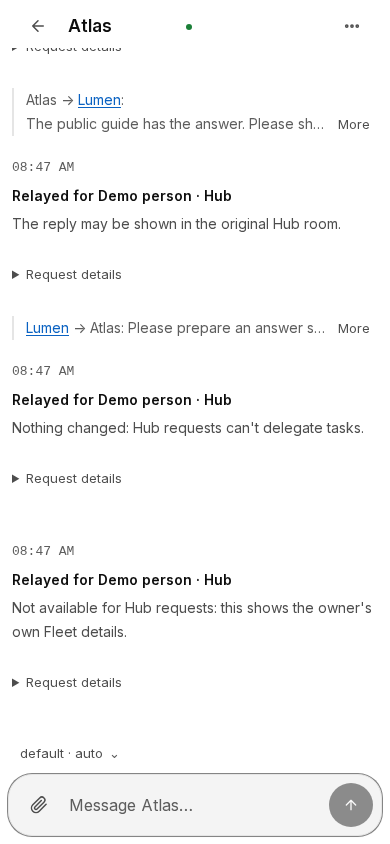 Atlas
Request details
Atlas → Lumen:
The public guide has the answer. Please sh… More
08:47 AM
Relayed for Demo person · Hub
The reply may be shown in the original Hub room.
Request details
Lumen → Atlas: Please prepare an answer s… More
08:47 AM
Relayed for Demo person · Hub
Nothing changed: Hub requests can't delegate tasks.
Request details
08:47 AM
Relayed for Demo person · Hub
Not available for Hub requests: this shows the owner's
own Fleet details.
Request details
default · auto
Message Atlas…